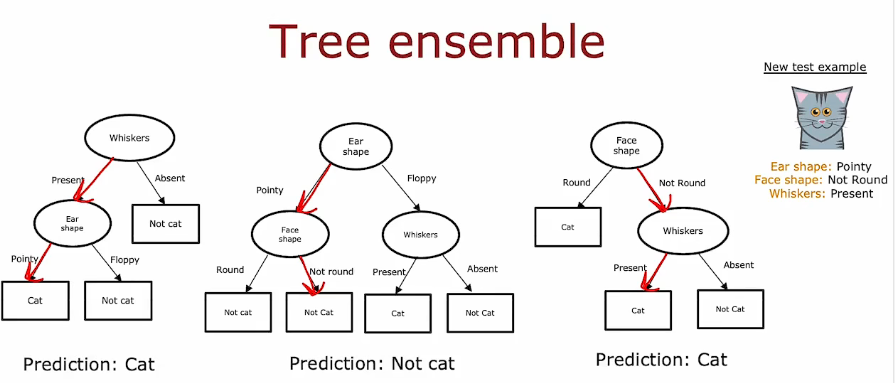 Tree ensemble
New test example
Ear shape: Pointy
Face shape: Not Round
Whiskers: Present
Whiskers
Present
Absent
Ear
shape
Not cat
Pointy
Floppy
Cat
Not cat
Prediction: Cat
Ear
shape
Pointy
Floppy
Face
shape
Whiskers
Round
Not round
Present
Absent
Not cat
Not Cat
Cat
Not Cat
Prediction: Not cat
Face
shape
Round
Not Round
Cat
Whiskers
Present
Absent
Cat
Not Cat
Prediction: Cat